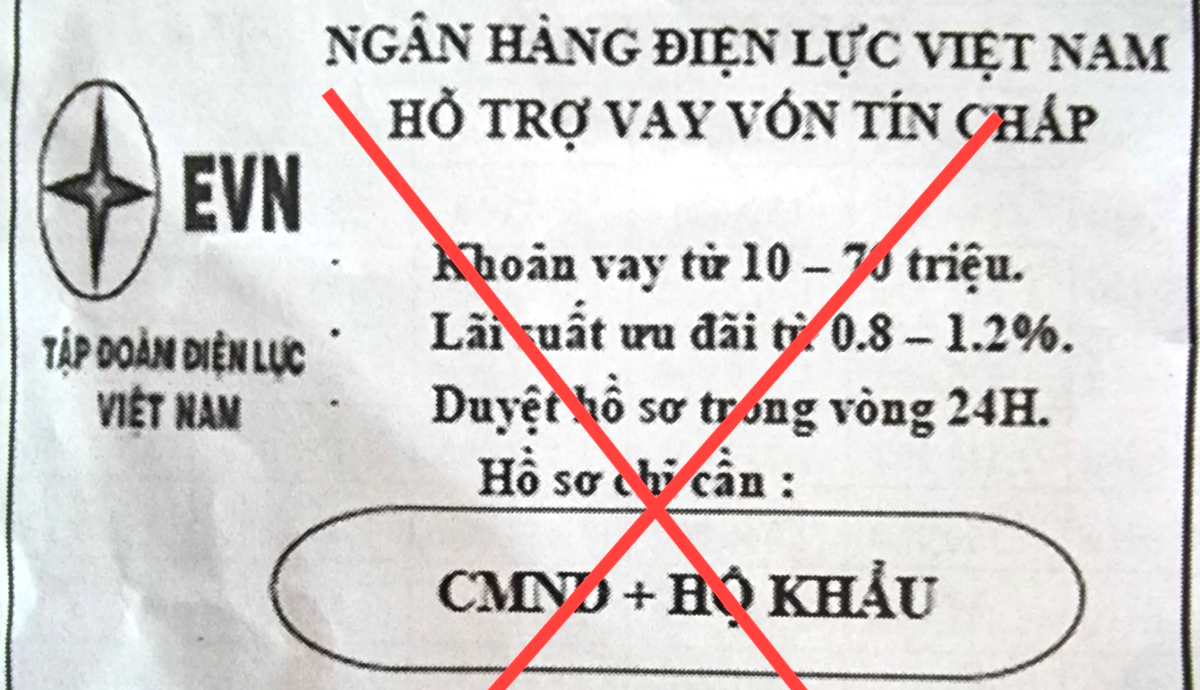 NGÂN HÀNG ĐIỆN LỰC VIỆT NAM
HỖ TRỢ VAY VỐN TÍN CHẤP
EVN
TẬP ĐOÀN ĐIỆN LỰC
VIỆT NAM
Khoản vay từ 10 – 70 triệu.
Lãi suất ưu đãi từ 0.8 – 1.2%.
Duyệt hồ sơ trong vòng 24H.
Hồ sơ chỉ cần :
CMND + HỘ KHẨU